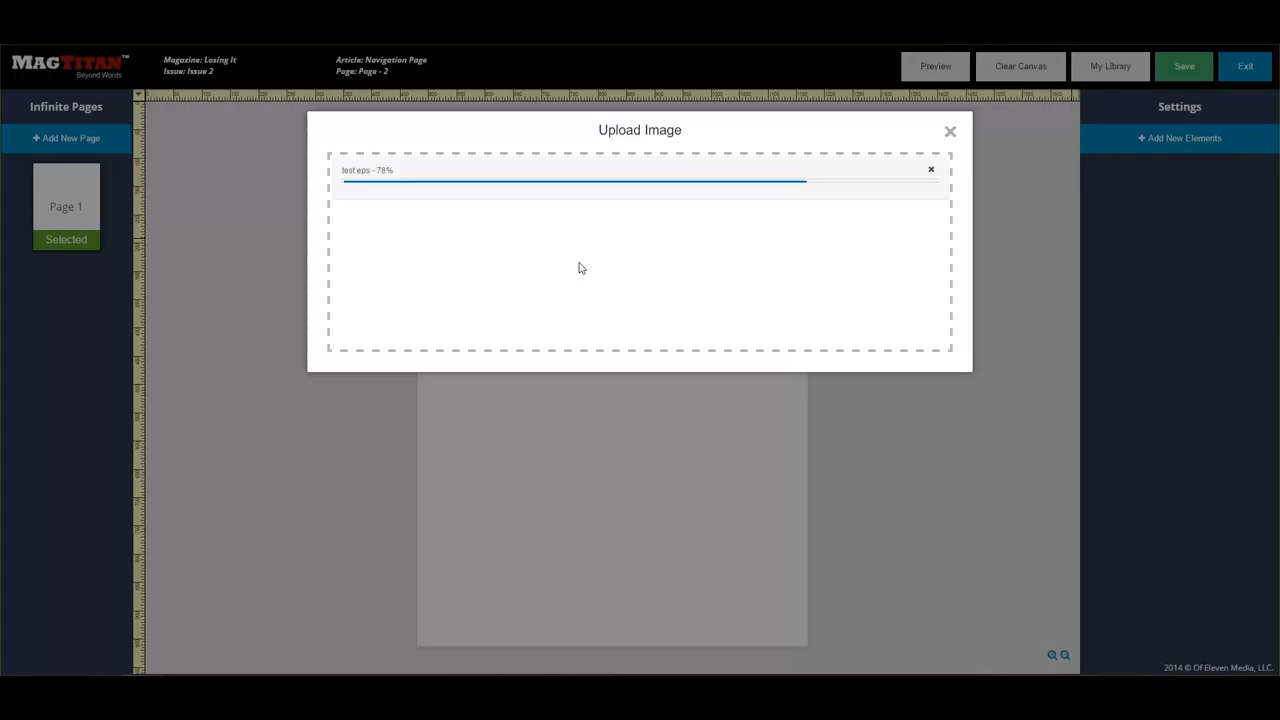 MAGTITAN™
Beyond Words
Magazine: Losing It
Issue: Issue 2
Article: Navigation Page
Page: Page - 2
Preview
Clear Canvas
My Library
Save
Exit
Infinite Pages
+ Add New Page
Page 1
Selected
Upload Image
test.eps - 78%
Settings
+ Add New Elements
2014 © Of Eleven Media, LLC.